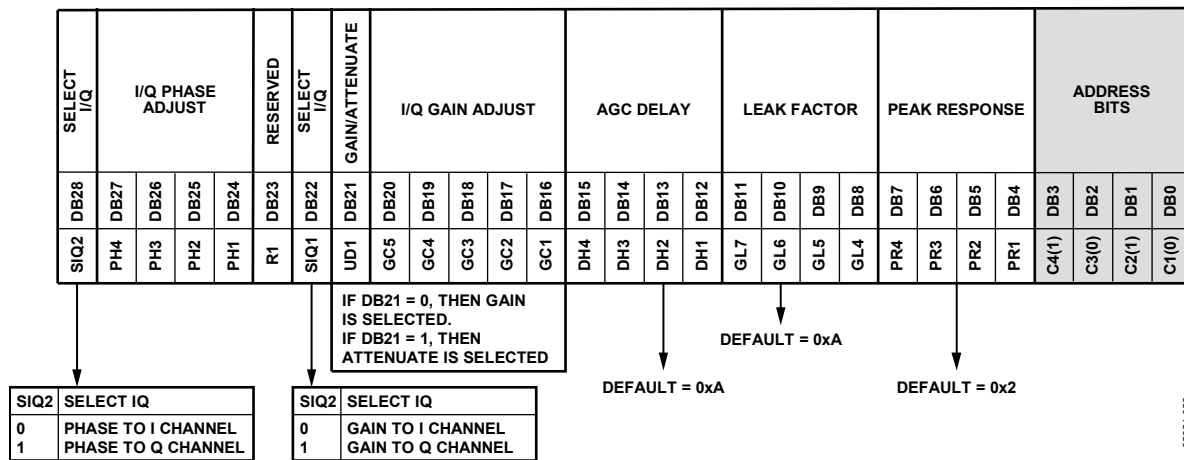 SELECT
I/Q
I/Q PHASE
ADJUST
RESERVED
SELECT
I/Q
GAIN/ATTENUATE
I/Q GAIN ADJUST
AGC DELAY
LEAK FACTOR
PEAK RESPONSE
ADDRESS
BITS
DB28 DB27 DB26 DB25 DB24 DB23 DB22 DB21 DB20 DB19 DB18 DB17 DB16 DB15 DB14 DB13 DB12 DB11 DB10 DB9 DB8 DB7 DB6 DB5 DB4 DB3 DB2 DB1 DB0
SIQ2 PH4 PH3 PH2 PH1 R1 SIQ1 UD1 GC5 GC4 GC3 GC2 GC1 DH4 DH3 DH2 DH1 GL7 GL6 GL5 GL4 PR4 PR3 PR2 PR1 C4(1) C3(0) C2(1) C1(0)
IF DB21 = 0, THEN GAIN
IS SELECTED.
IF DB21 = 1, THEN
ATTENUATE IS SELECTED
DEFAULT = 0xA
DEFAULT = 0xA
DEFAULT = 0x2
SIQ2 SELECT IQ
0 PHASE TO I CHANNEL
1 PHASE TO Q CHANNEL
SIQ2 SELECT IQ
0 GAIN TO I CHANNEL
1 GAIN TO Q CHANNEL